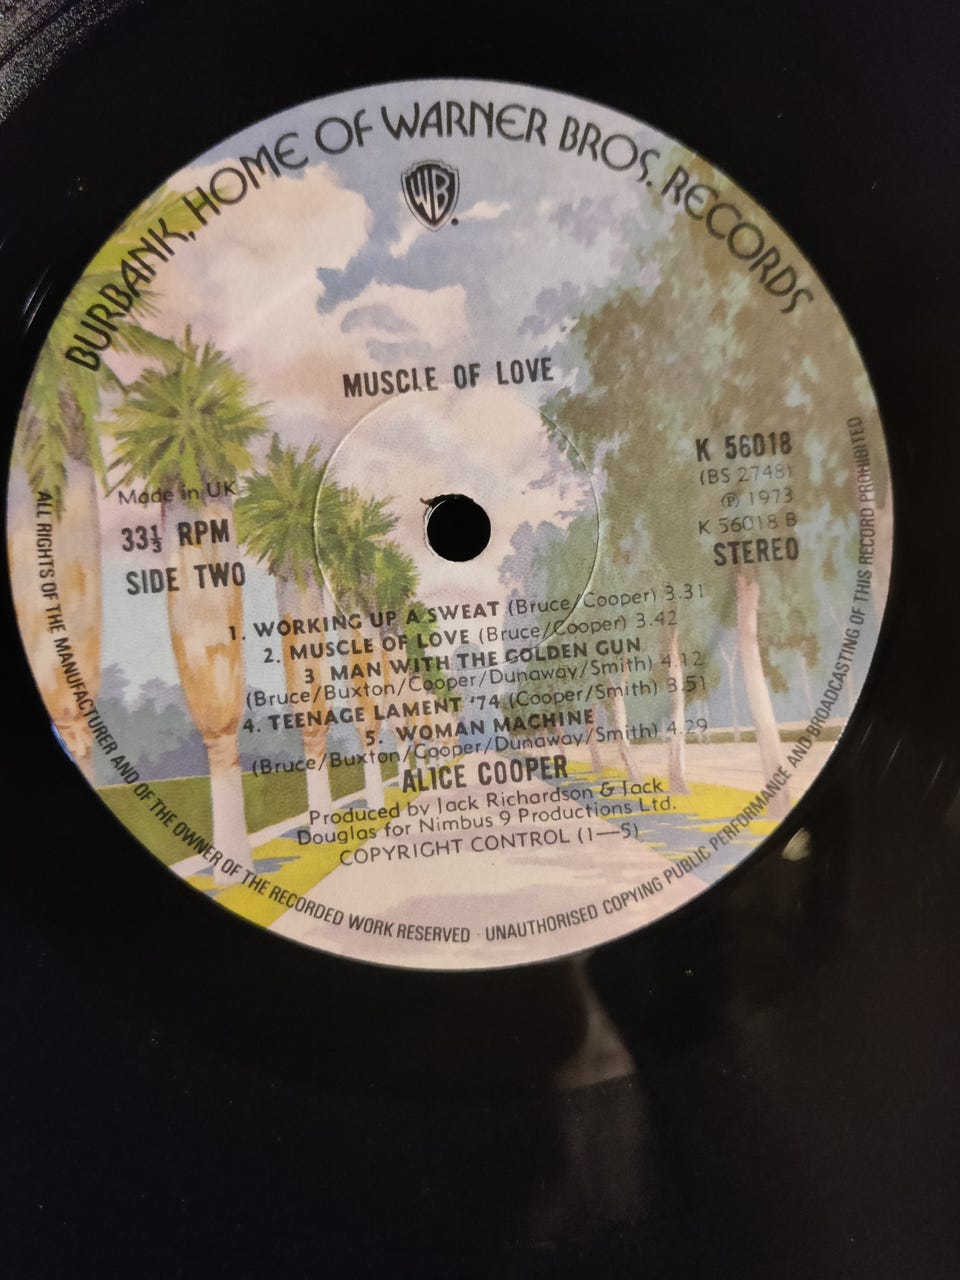 BURBANK, HOME OF WARNER BROS. RECORDS
WB
MUSCLE OF LOVE
K 56018
(BS 2748)
℗ 1973
K 56018 B
STEREO
Made in UK
33⅓ RPM
SIDE TWO
1. WORKING UP A SWEAT (Bruce/Cooper) 3.31
2. MUSCLE OF LOVE (Bruce/Cooper) 3.42
3 MAN WITH THE GOLDEN GUN
(Bruce/Buxton/Cooper/Dunaway/Smith) 4.12
4. TEENAGE LAMENT '74 (Cooper/Smith) 3.51
5. WOMAN MACHINE
(Bruce/Buxton/Cooper/Dunaway/Smith) 4.29
ALICE COOPER
Produced by Jack Richardson & Jack
Douglas for Nimbus 9 Productions Ltd.
COPYRIGHT CONTROL (1—5)
ALL RIGHTS OF THE MANUFACTURER AND OF THE OWNER OF THE RECORDED WORK RESERVED · UNAUTHORISED COPYING PUBLIC PERFORMANCE AND BROADCASTING OF THIS RECORD PROHIBITED